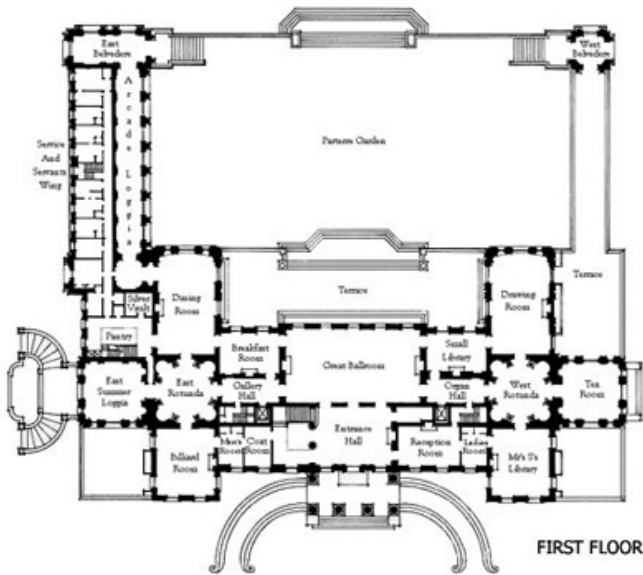 East
Belvedere
West
Belvedere
Arcade Loggia
Service
And
Servants
Wing
Parterre Garden
Terrace
Silver
Vault
Dining
Room
Terrace
Drawing
Room
Pantry
Breakfast
Room
Great Ballroom
Small
Library
East
Summer
Loggia
East
Rotunda
Gallery
Hall
Organ
Hall
West
Rotunda
Tea
Room
Billiard
Room
Men's
Room
Coat
Room
Entrance
Hall
Reception
Room
Ladies
Room
Mr S's
Library
FIRST FLOOR